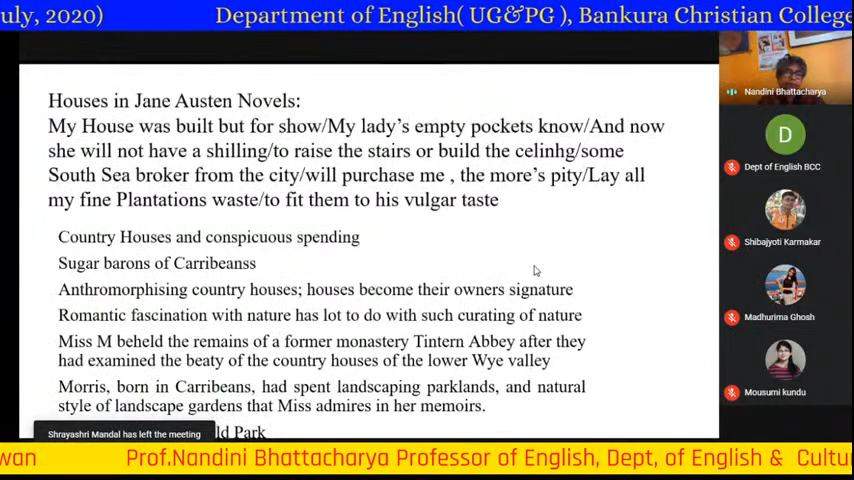 uly, 2020)	Department of English( UG&PG ), Bankura Christian College
Houses in Jane Austen Novels:
My House was built but for show/My lady's empty pockets know/And now
she will not have a shilling/to raise the stairs or build the celinhg/some
South Sea broker from the city/will purchase me , the more's pity/Lay all
my fine Plantations waste/to fit them to his vulgar taste
Country Houses and conspicuous spending
Sugar barons of Carribeanss
Anthromorphising country houses; houses become their owners signature
Romantic fascination with nature has lot to do with such curating of nature
Miss M beheld the remains of a former monastery Tintern Abbey after they
had examined the beaty of the country houses of the lower Wye valley
Morris, born in Carribeans, had spent landscaping parklands, and natural
style of landscape gardens that Miss admires in her memoirs.
ld Park
Shrayashri Mandal has left the meeting
Nandini Bhattacharya
D
Dept of English BCC
Shibajyoti Karmakar
Madhurima Ghosh
Mousumi kundu
wan	Prof.Nandini Bhattacharya Professor of English, Dept, of English & Cultu